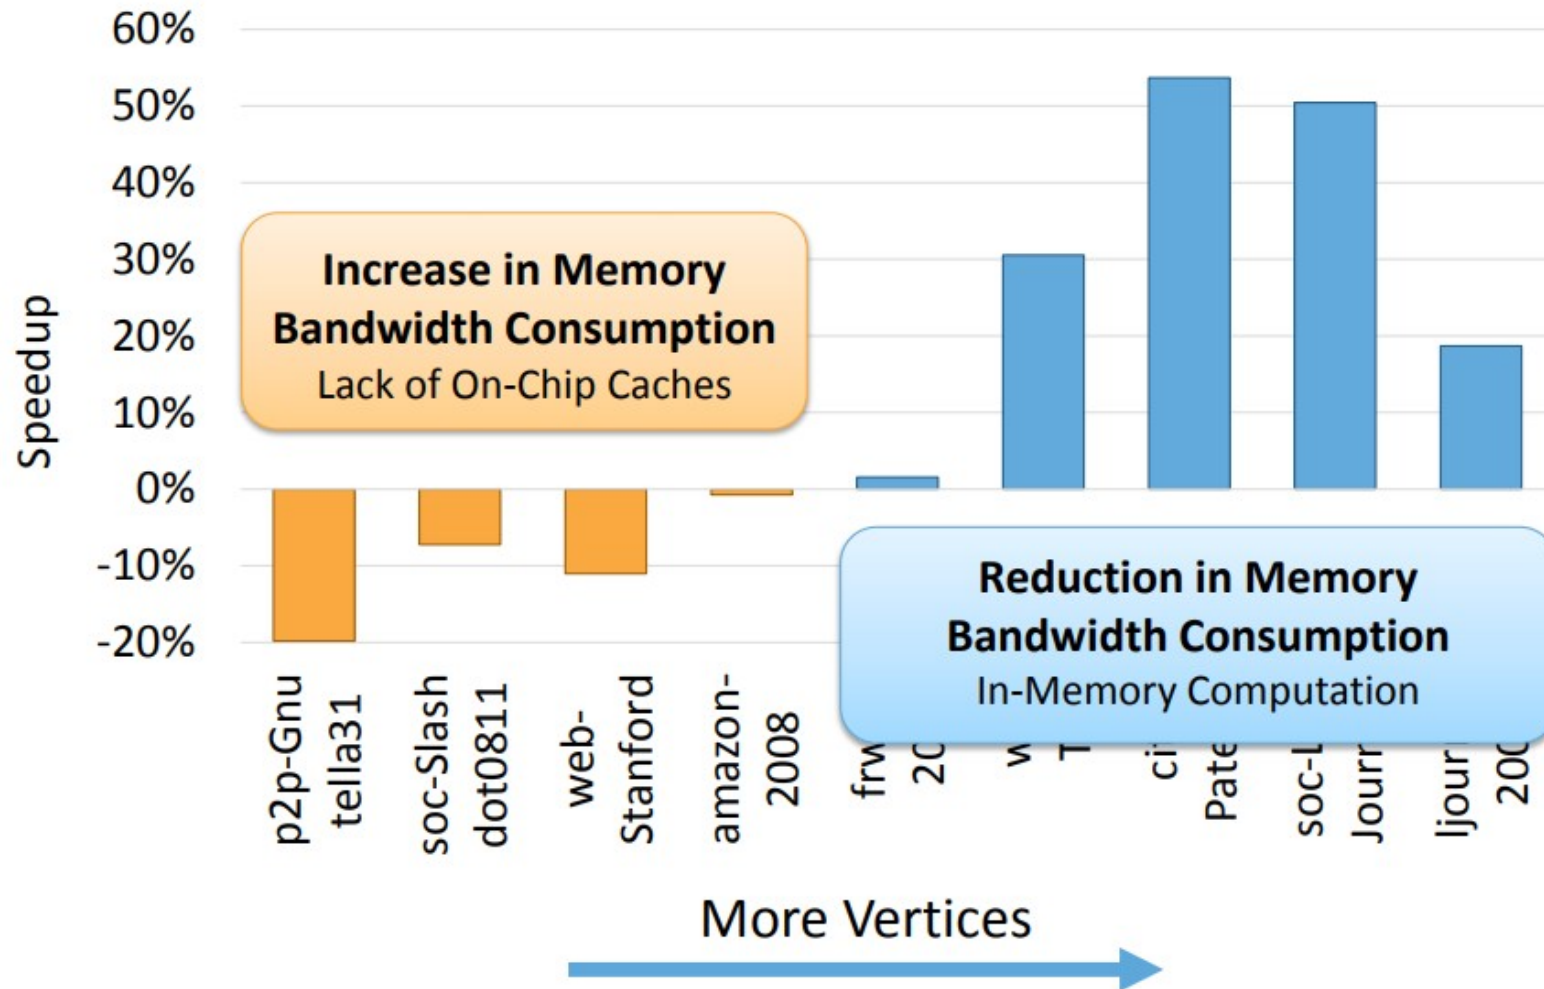 60%
50%
40%
30%
20%
10%
0%
-10%
-20%
Speedup
Increase in Memory
Bandwidth Consumption
Lack of On-Chip Caches
Reduction in Memory
Bandwidth Consumption
In-Memory Computation
p2p-Gnu
tella31
soc-Slash
dot0811
web-
Stanford
amazon-
2008
More Vertices